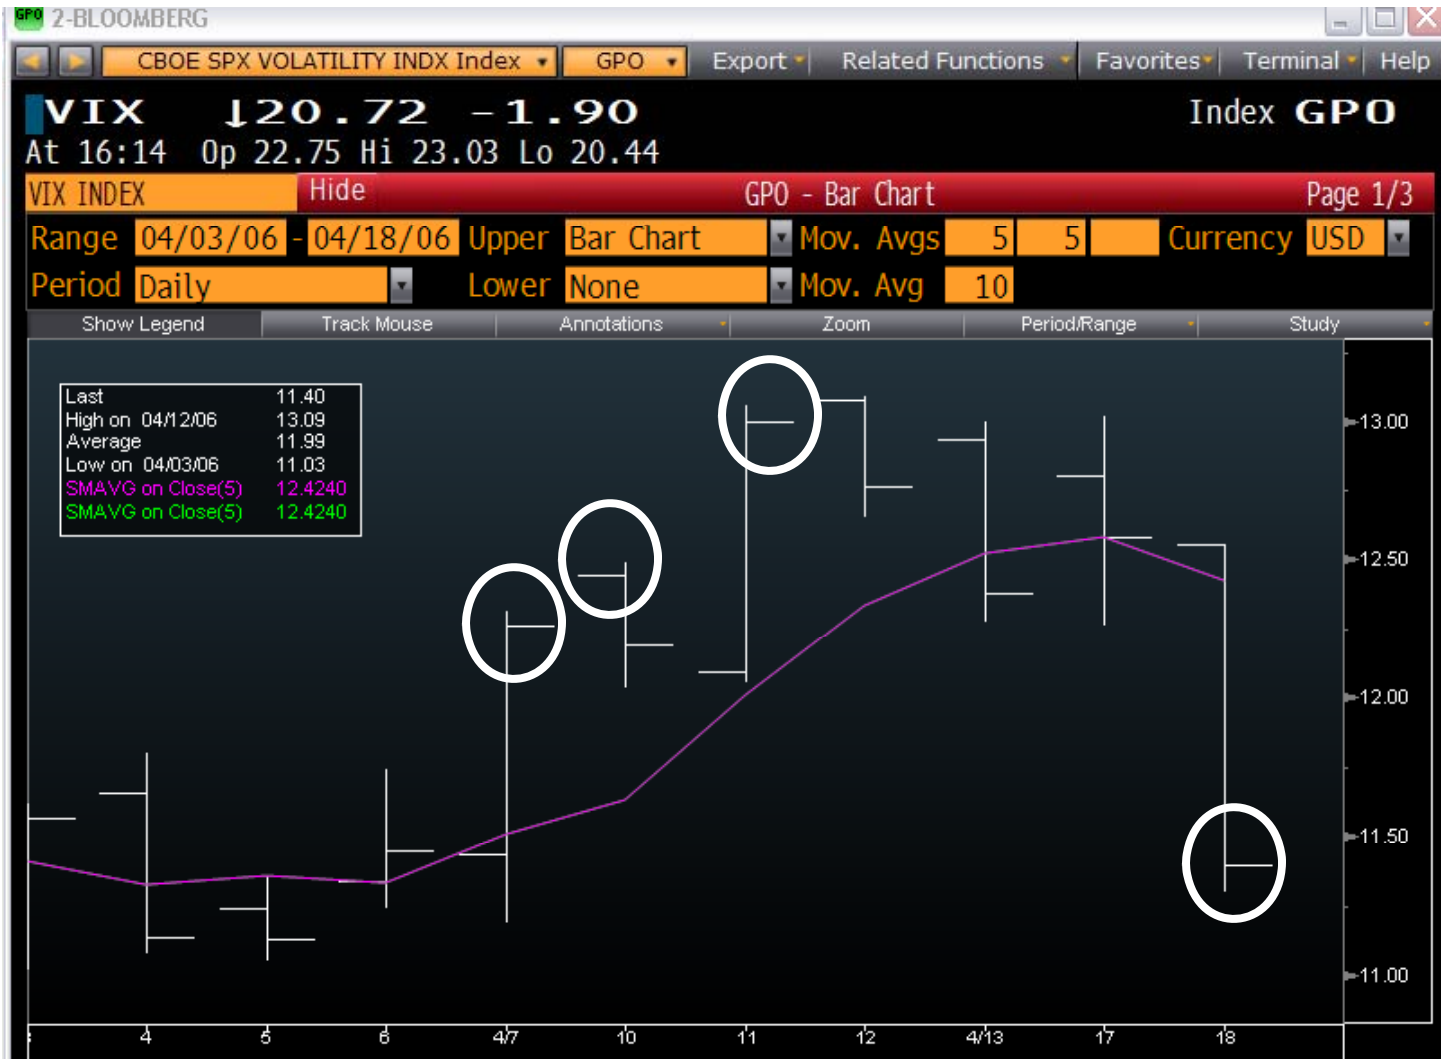 GPO 2-BLOOMBERG
CBOE SPX VOLATILITY INDX Index GPO Export Related Functions Favorites Terminal Help
VIX ↓20.72 -1.90 Index GPO
At 16:14 Op 22.75 Hi 23.03 Lo 20.44
VIX INDEX Hide GPO - Bar Chart Page 1/3
Range 04/03/06 - 04/18/06 Upper Bar Chart Mov. Avgs 5 5 Currency USD
Period Daily Lower None Mov. Avg 10
Show Legend Track Mouse Annotations Zoom Period/Range Study
Last 11.40
High on 04/12/06 13.09
Average 11.99
Low on 04/03/06 11.03
SMAVG on Close(5) 12.4240
SMAVG on Close(5) 12.4240
13.00
12.50
12.00
11.50
11.00
4 5 6 4/7 10 11 12 4/13 17 18